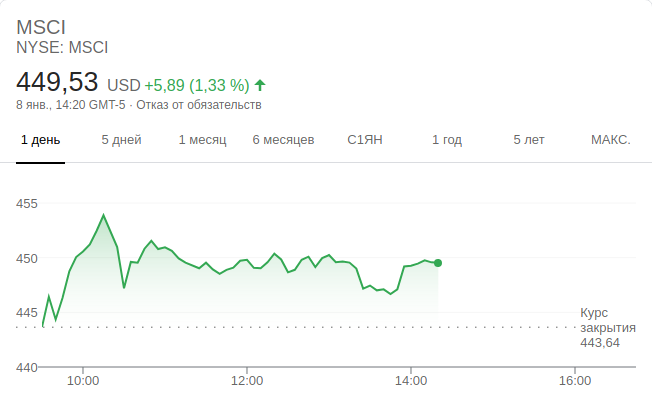 MSCI
NYSE: MSCI
449,53 USD +5,89 (1,33 %)
8 янв., 14:20 GMT-5 · Отказ от обязательств
1 день 5 дней 1 месяц 6 месяцев С1ЯН 1 год 5 лет МАКС.
455
450
445
Курс
закрытия
443,64
440
10:00 12:00 14:00 16:00